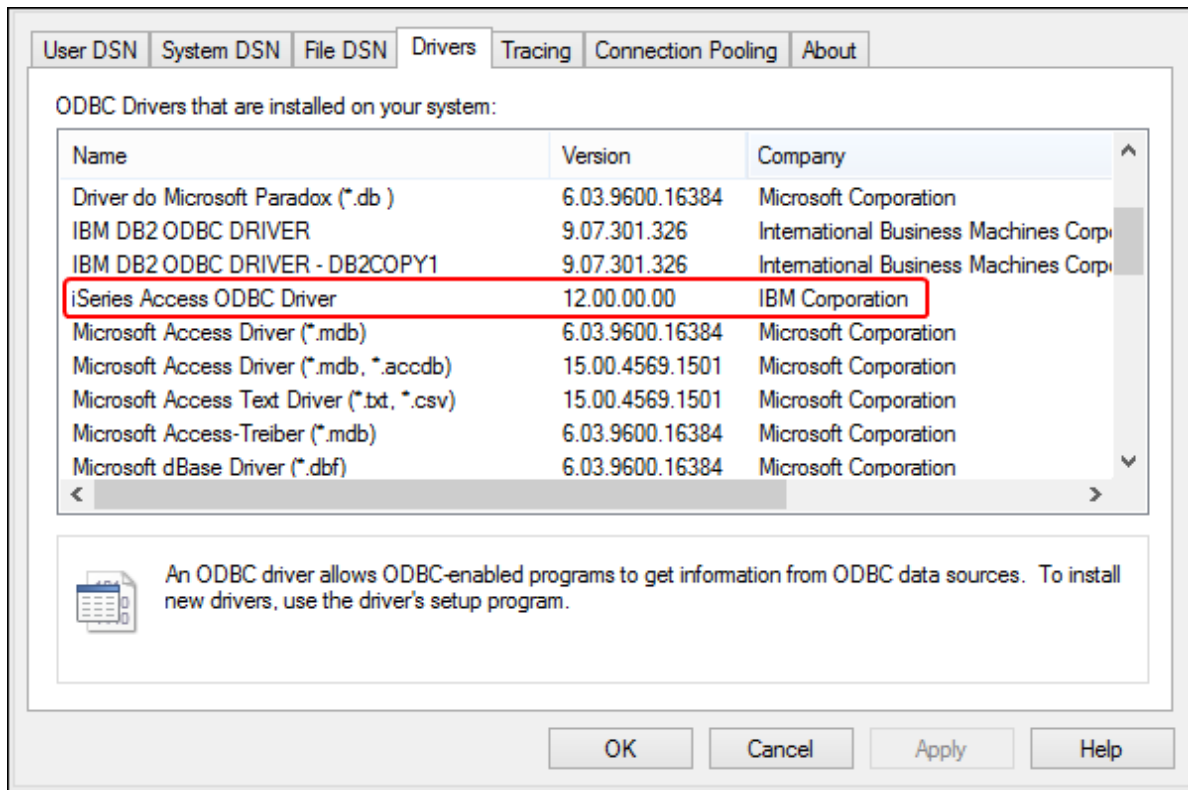 User DSN System DSN File DSN Drivers Tracing Connection Pooling About
ODBC Drivers that are installed on your system:
Name Version Company
Driver do Microsoft Paradox (*.db ) 6.03.9600.16384 Microsoft Corporation
IBM DB2 ODBC DRIVER 9.07.301.326 International Business Machines
IBM DB2 ODBC DRIVER - DB2COPY1 9.07.301.326 International Business Machines
iSeries Access ODBC Driver 12.00.00.00 IBM Corporation
Microsoft Access Driver (*.mdb) 6.03.9600.16384 Microsoft Corporation
Microsoft Access Driver (*.mdb, *.accdb) 15.00.4569.1501 Microsoft Corporation
Microsoft Access Text Driver (*.txt, *.csv) 15.00.4569.1501 Microsoft Corporation
Microsoft Access-Treiber (*.mdb) 6.03.9600.16384 Microsoft Corporation
Microsoft dBase Driver (*.dbf) 6.03.9600.16384 Microsoft Corporation
An ODBC driver allows ODBC-enabled programs to get information from ODBC data sources. To install
new drivers, use the driver's setup program.
OK Cancel Apply Help